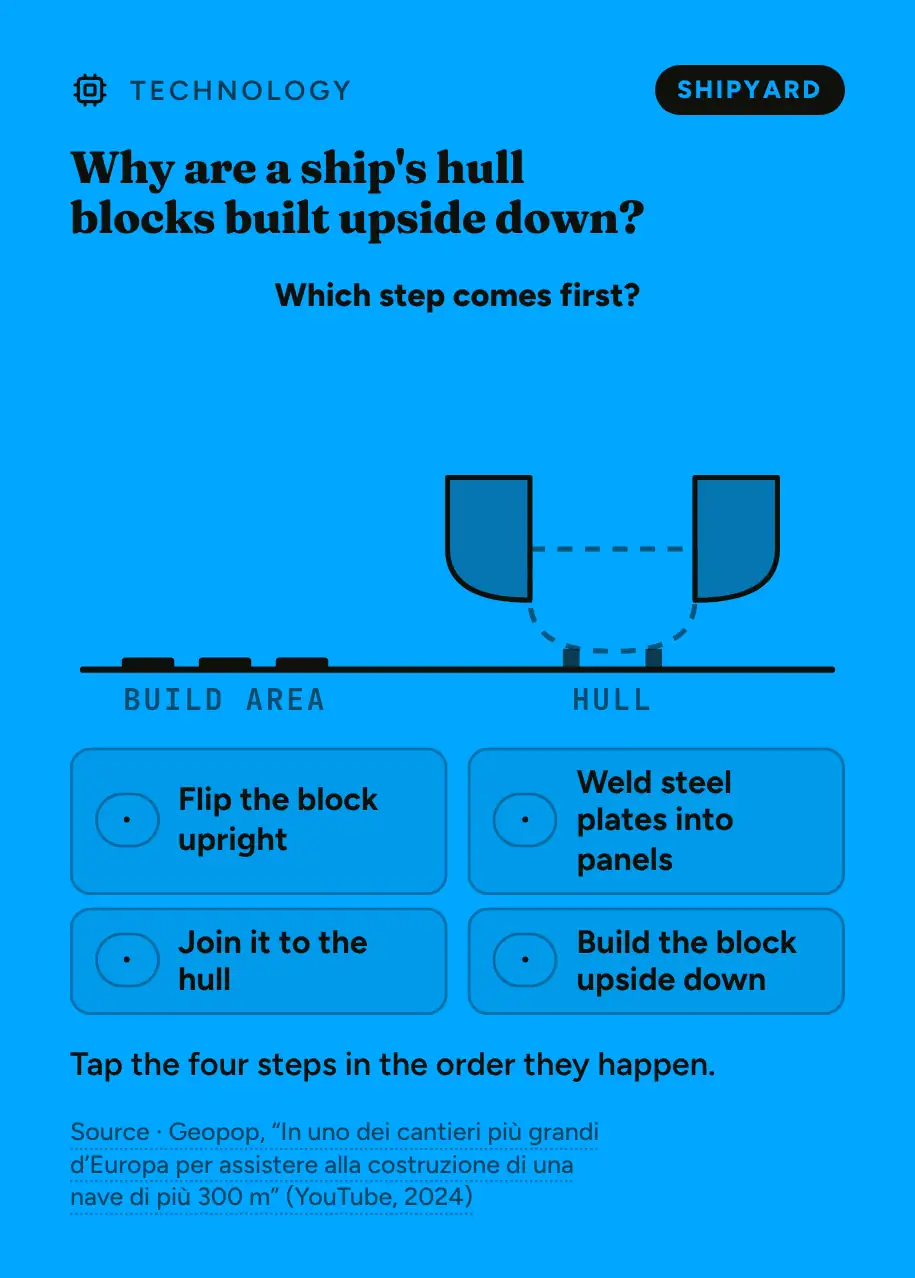 TECHNOLOGY
SHIPYARD
Why are a ship's hull
blocks built upside down?
Which step comes first?
BUILD AREA
HULL
Flip the block
upright
Weld steel
plates into
panels
Join it to the
hull
Build the block
upside down
Tap the four steps in the order they happen.
Source · Geopop, “In uno dei cantieri più grandi
d’Europa per assistere alla costruzione di una
nave di più 300 m” (YouTube, 2024)